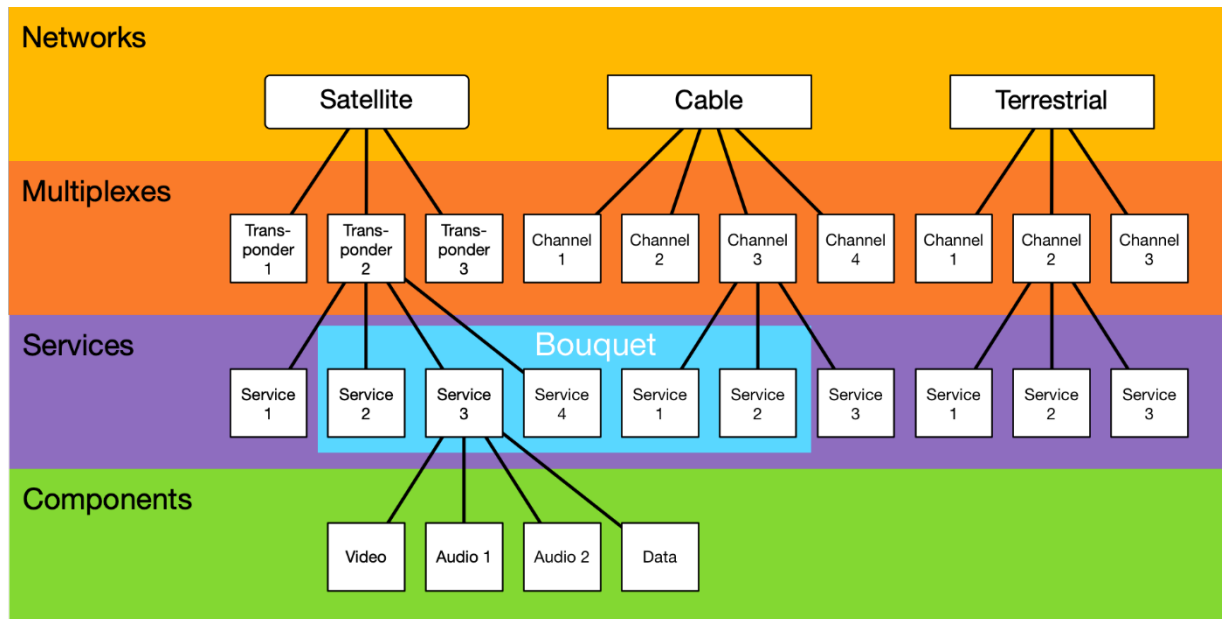 Networks
Satellite
Cable
Terrestrial
Multiplexes
Trans-
ponder
1
Trans-
ponder
2
Trans-
ponder
3
Channel
1
Channel
2
Channel
3
Channel
4
Channel
1
Channel
2
Channel
3
Services
Bouquet
Service
1
Service
2
Service
3
Service
4
Service
1
Service
2
Service
3
Service
1
Service
2
Service
3
Components
Video
Audio 1
Audio 2
Data